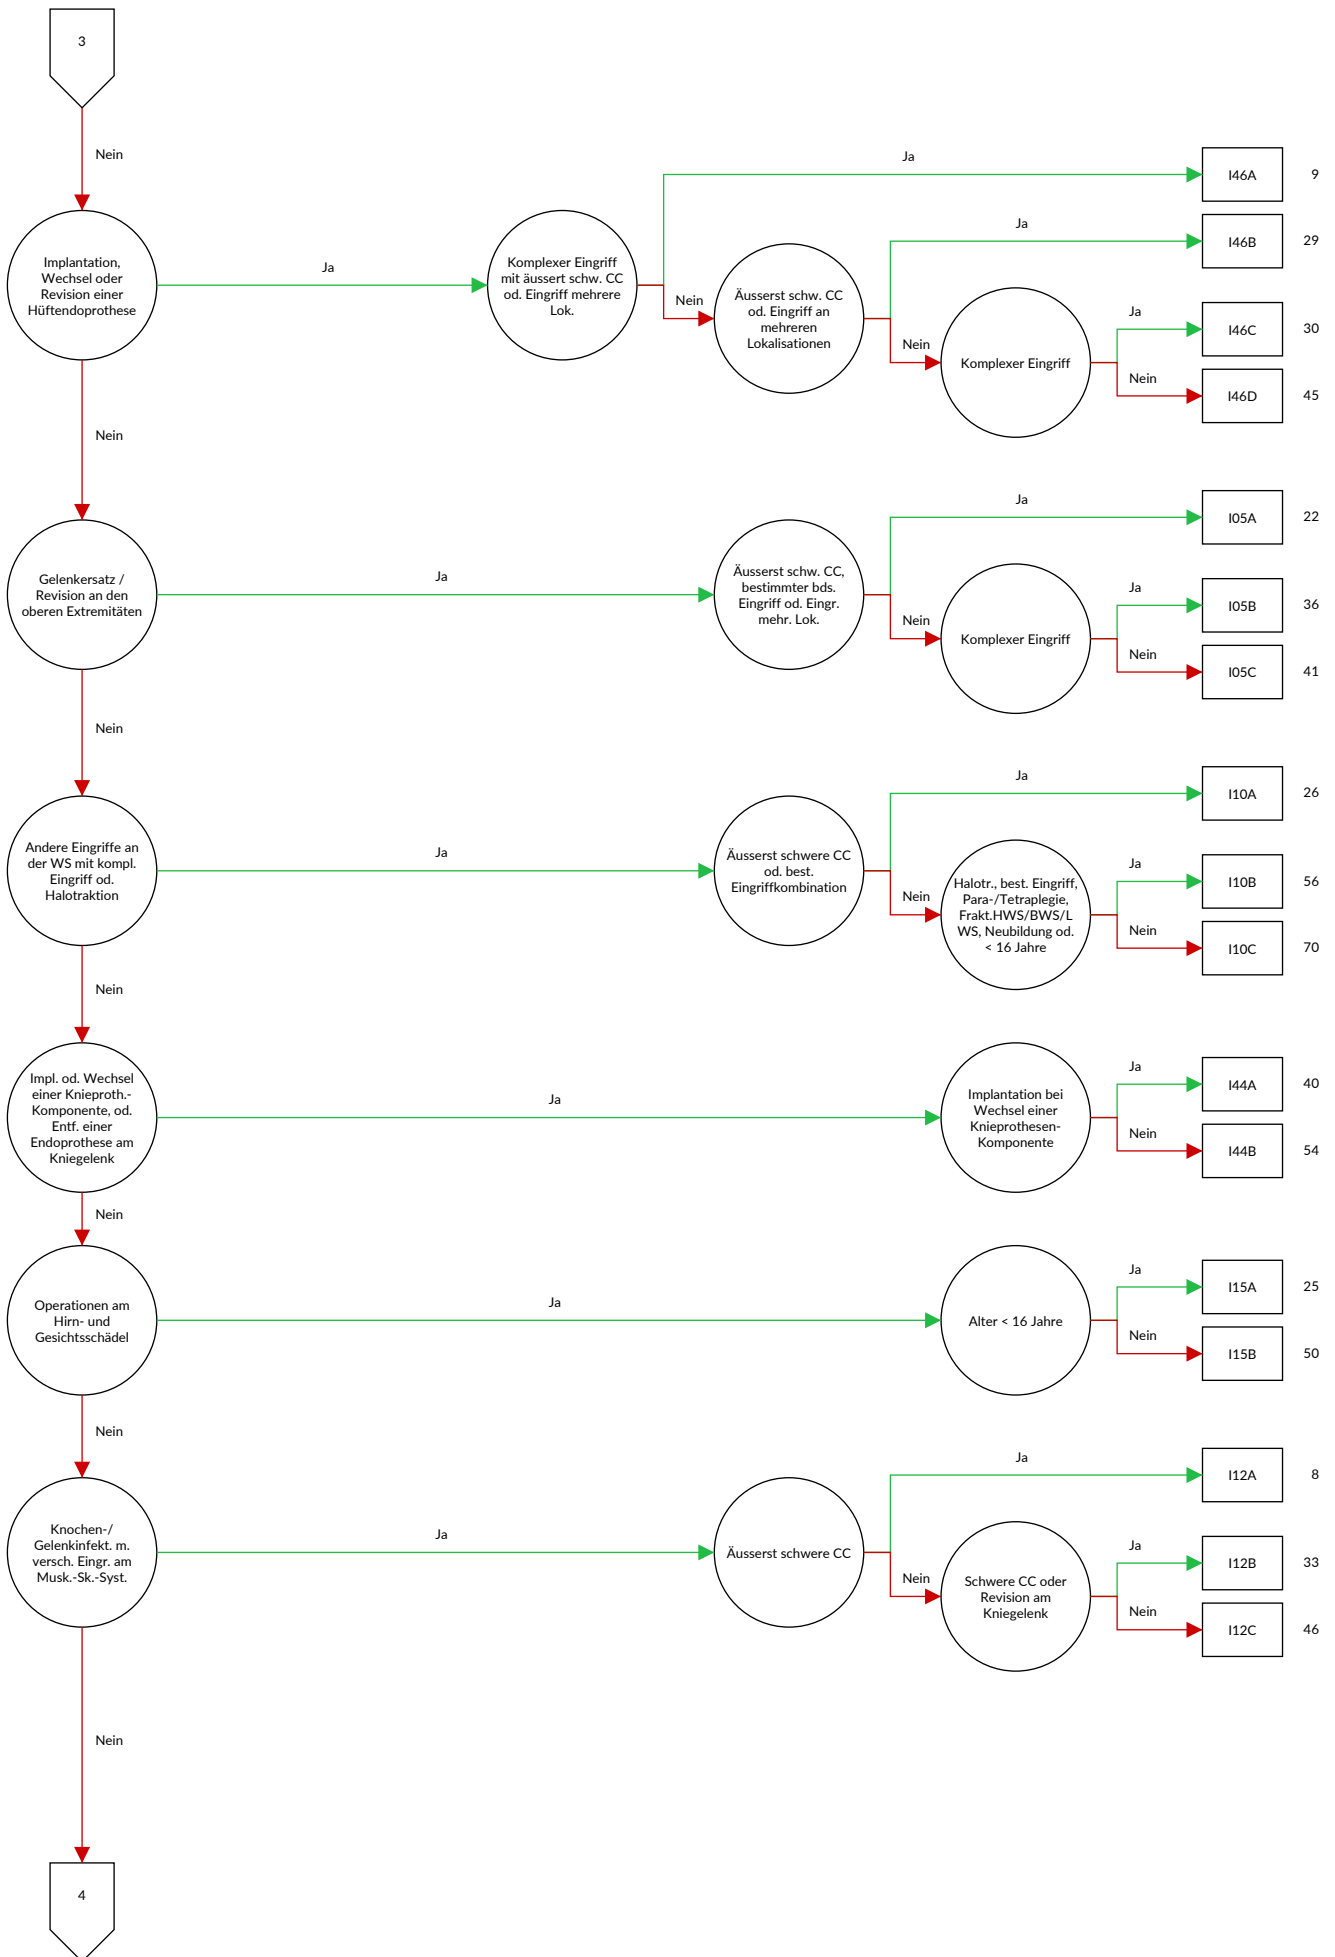 3
Nein
Ja
I46A 9
Ja
I46B 29
Implantation,
Wechsel oder
Revision einer
Hüftendoprothese
Ja
Komplexer Eingriff
mit äussert schw. CC
od. Eingriff mehrere
Lok.
Nein
Äusserst schw. CC
od. Eingriff an
mehreren
Lokalisationen
Nein
Komplexer Eingriff
Ja
I46C 30
Nein
I46D 45
Nein
Gelenkersatz /
Revision an den
oberen Extremitäten
Ja
Äusserst schw. CC,
bestimmter bds.
Eingriff od. Eingr.
mehr. Lok.
Ja
I05A 22
Nein
Komplexer Eingriff
Ja
I05B 36
Nein
I05C 41
Nein
Andere Eingriffe an
der WS mit kompl.
Eingriff od.
Halotraktion
Ja
Äusserst schwere CC
od. best.
Eingriffkombination
Ja
I10A 26
Nein
Halotr., best. Eingriff,
Para-/Tetraplegie,
Frakt.HWS/BWS/L
WS, Neubildung od.
< 16 Jahre
Ja
I10B 56
Nein
I10C 70
Nein
Impl. od. Wechsel
einer Knieproth.-
Komponente, od.
Entf. einer
Endoprothese am
Kniegelenk
Ja
Implantation bei
Wechsel einer
Knieprothesen-
Komponente
Ja
I44A 40
Nein
I44B 54
Nein
Operationen am
Hirn- und
Gesichtsschädel
Ja
Alter < 16 Jahre
Ja
I15A 25
Nein
I15B 50
Nein
Knochen-/
Gelenkinfekt. m.
versch. Eingr. am
Musk.-Sk.-Syst.
Ja
Äusserst schwere CC
Ja
I12A 8
Nein
Schwere CC oder
Revision am
Kniegelenk
Ja
I12B 33
Nein
I12C 46
Nein
4